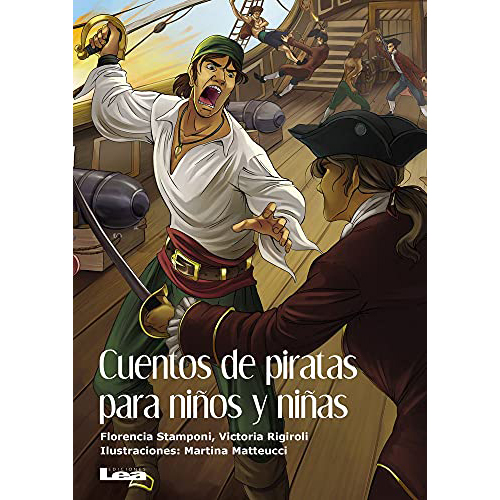 Cuentos de piratas
para niños y niñas
Florencia Stamponi, Victoria Rigiroli
Ilustraciones: Martina Matteucci
EDICIONES
Lea